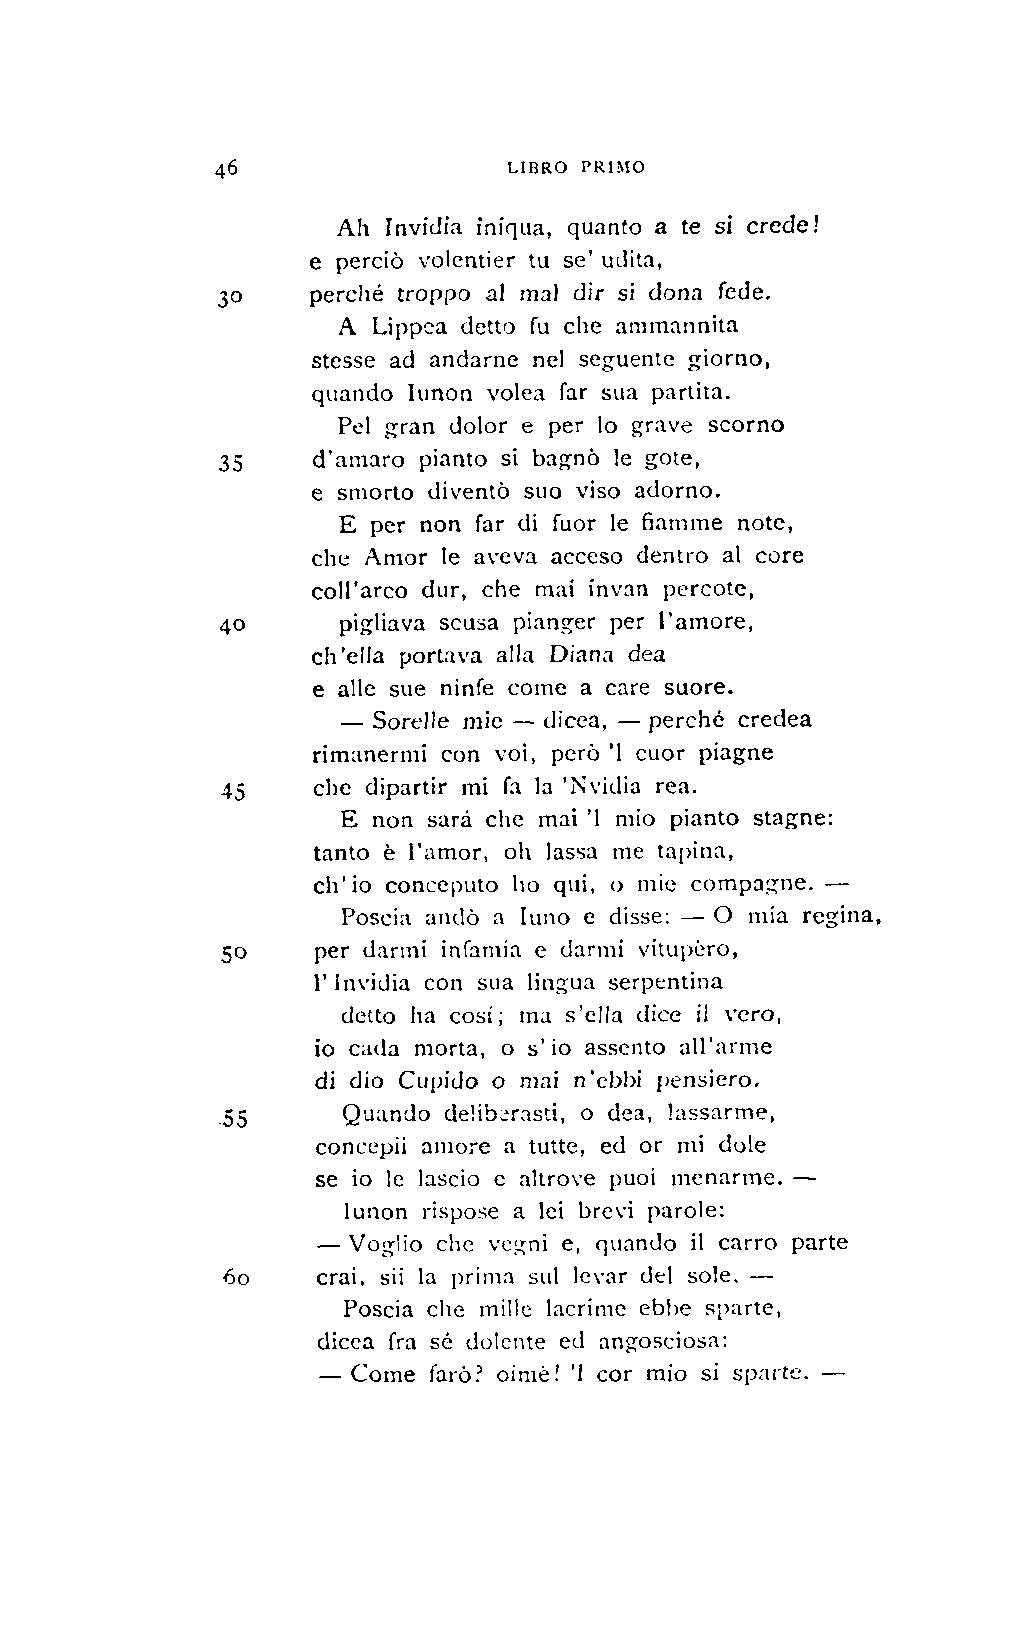 46 LIBRO PRIMO
Ah Invidia iniqua, quanto a te si crede!
e perciò volentier tu se' udita,
30 perché troppo al mal dir si dona fede.
A Lippea detto fu che ammannita
stesse ad andarne nel seguente giorno,
quando Iunon volea far sua partita.
Pel gran dolor e per lo grave scorno
35 d'amaro pianto si bagnò le gote,
e smorto diventò suo viso adorno.
E per non far di fuor le fiamme note,
che Amor le aveva acceso dentro al core
coll'arco dur, che mai invan percote,
40 pigliava scusa pianger per l'amore,
ch'ella portava alla Diana dea
e alle sue ninfe come a care suore.
— Sorelle mie — dicea, — perché credea
rimanermi con voi, però 'l cuor piagne
45 che dipartir mi fa la 'Nvidia rea.
E non sará che mai 'l mio pianto stagne:
tanto è l'amor, oh lassa me tapina,
ch'io conceputo ho qui, o mie compagne. —
Poscia andò a Iuno e disse: — O mia regina,
50 per darmi infamia e darmi vitupèro,
l'Invidia con sua lingua serpentina
detto ha cosí; ma s'ella dice il vero,
io cada morta, o s'io assento all'arme
di dio Cupido o mai n'ebbi pensiero.
55 Quando deliberasti, o dea, lassarme,
concepii amore a tutte, ed or mi dole
se io le lascio e altrove puoi menarme. —
Iunon rispose a lei brevi parole:
— Voglio che vegni e, quando il carro parte
60 crai, sii la prima sul levar del sole. —
Poscia che mille lacrime ebbe sparte,
dicea fra sé dolente ed angosciosa:
— Come farò? oimè! 'l cor mio si sparte. —